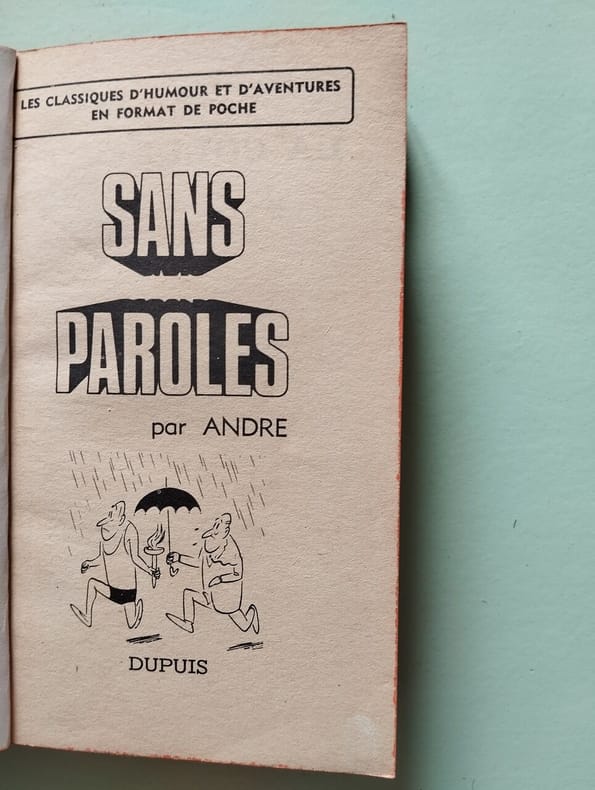 LES CLASSIQUES D'HUMOUR ET D'AVENTURES
EN FORMAT DE POCHE
SANS
PAROLES
par ANDRE
DUPUIS